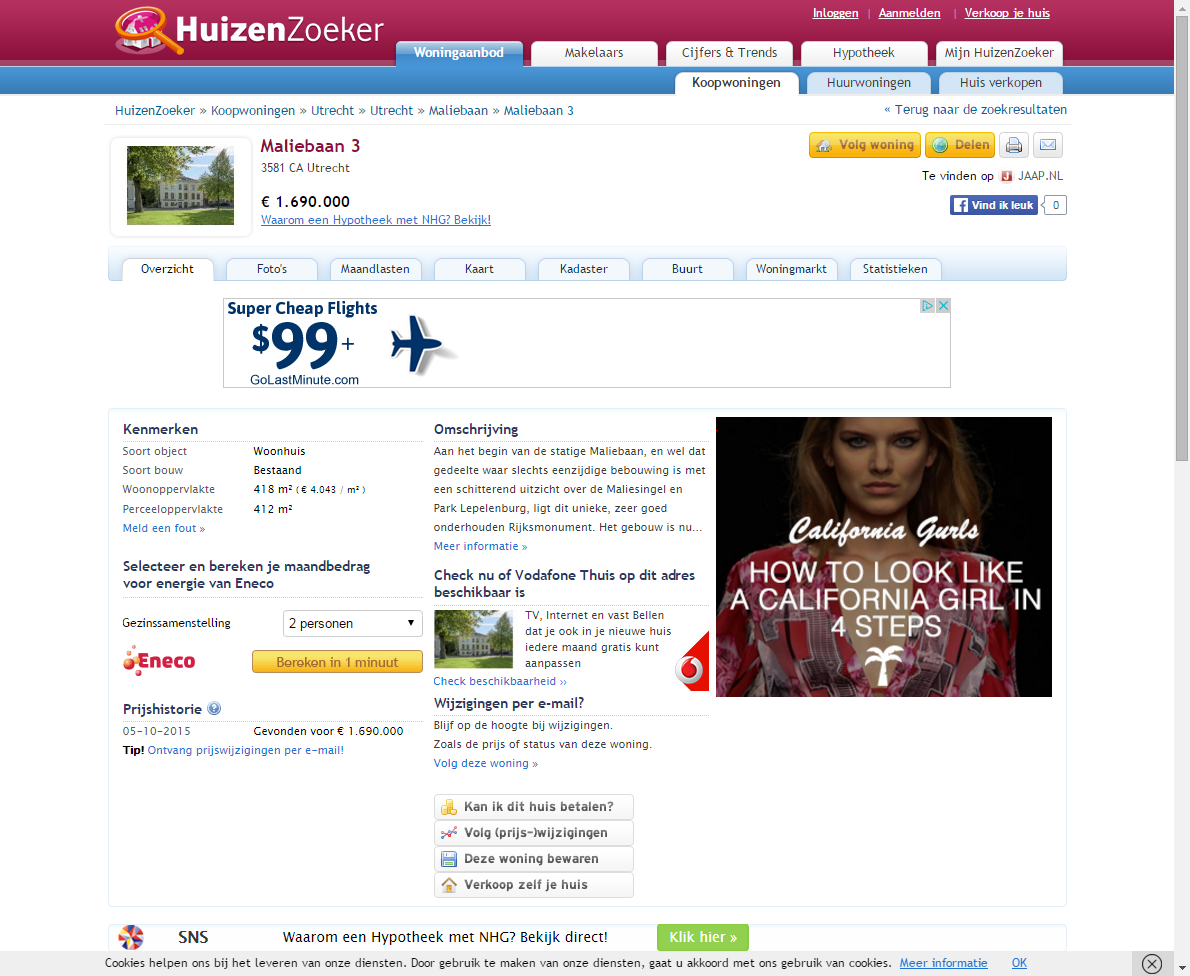 Inloggen | Aanmelden | Verkoop je huis
HuizenZoeker
Woningaanbod Makelaars Cijfers & Trends Hypotheek Mijn HuizenZoeker
Koopwoningen Huurwoningen Huis verkopen
HuizenZoeker » Koopwoningen » Utrecht » Utrecht » Maliebaan » Maliebaan 3
« Terug naar de zoekresultaten
Maliebaan 3
3581 CA Utrecht
€ 1.690.000
Waarom een Hypotheek met NHG? Bekijk!
Volg woning Delen
Te vinden op JAAP.NL
Vind ik leuk 0
Overzicht Foto's Maandlasten Kaart Kadaster Buurt Woningmarkt Statistieken
Super Cheap Flights
$99+
GoLastMinute.com
Kenmerken
Soort object Woonhuis
Soort bouw Bestaand
Woonoppervlakte 418 m² ( € 4.043 / m² )
Perceeloppervlakte 412 m²
Meld een fout »
Selecteer en bereken je maandbedrag
voor energie van Eneco
Gezinssamenstelling 2 personen
Eneco Bereken in 1 minuut
Prijshistorie ?
05-10-2015 Gevonden voor € 1.690.000
Tip! Ontvang prijswijzigingen per e-mail!
Omschrijving
Aan het begin van de statige Maliebaan, en wel dat
gedeelte waar slechts eenzijdige bebouwing is met
een schitterend uitzicht over de Maliesingel en
Park Lepelenburg, ligt dit unieke, zeer goed
onderhouden Rijksmonument. Het gebouw is nu...
Meer informatie »
Check nu of Vodafone Thuis op dit adres
beschikbaar is
TV, Internet en vast Bellen
dat je ook in je nieuwe huis
iedere maand gratis kunt
aanpassen
Check beschikbaarheid ››
Wijzigingen per e-mail?
Blijf op de hoogte bij wijzigingen.
Zoals de prijs of status van deze woning.
Volg deze woning »
Kan ik dit huis betalen?
Volg (prijs-)wijzigingen
Deze woning bewaren
Verkoop zelf je huis
California Gurls
HOW TO LOOK LIKE
A CALIFORNIA GIRL IN
4 STEPS
SNS Waarom een Hypotheek met NHG? Bekijk direct! Klik hier »
Cookies helpen ons bij het leveren van onze diensten. Door gebruik te maken van onze diensten, gaat u akkoord met ons gebruik van cookies. Meer informatie OK